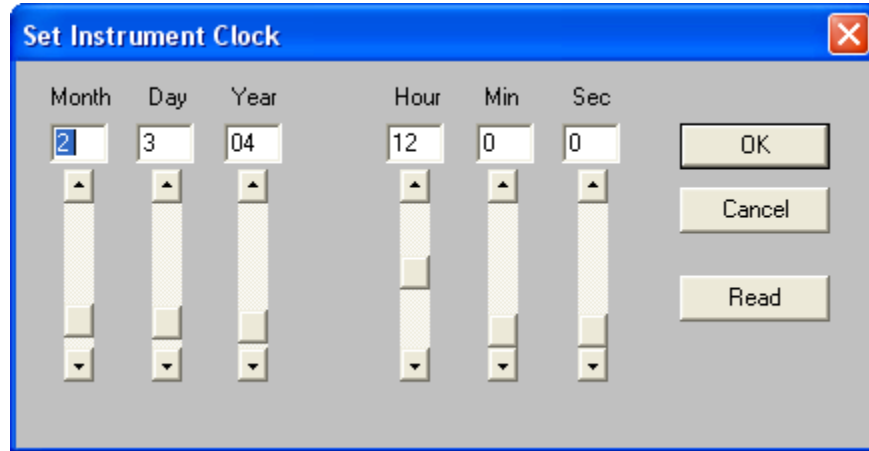 Set Instrument Clock
Month Day Year Hour Min Sec
2 3 04 12 0 0
OK
Cancel
Read